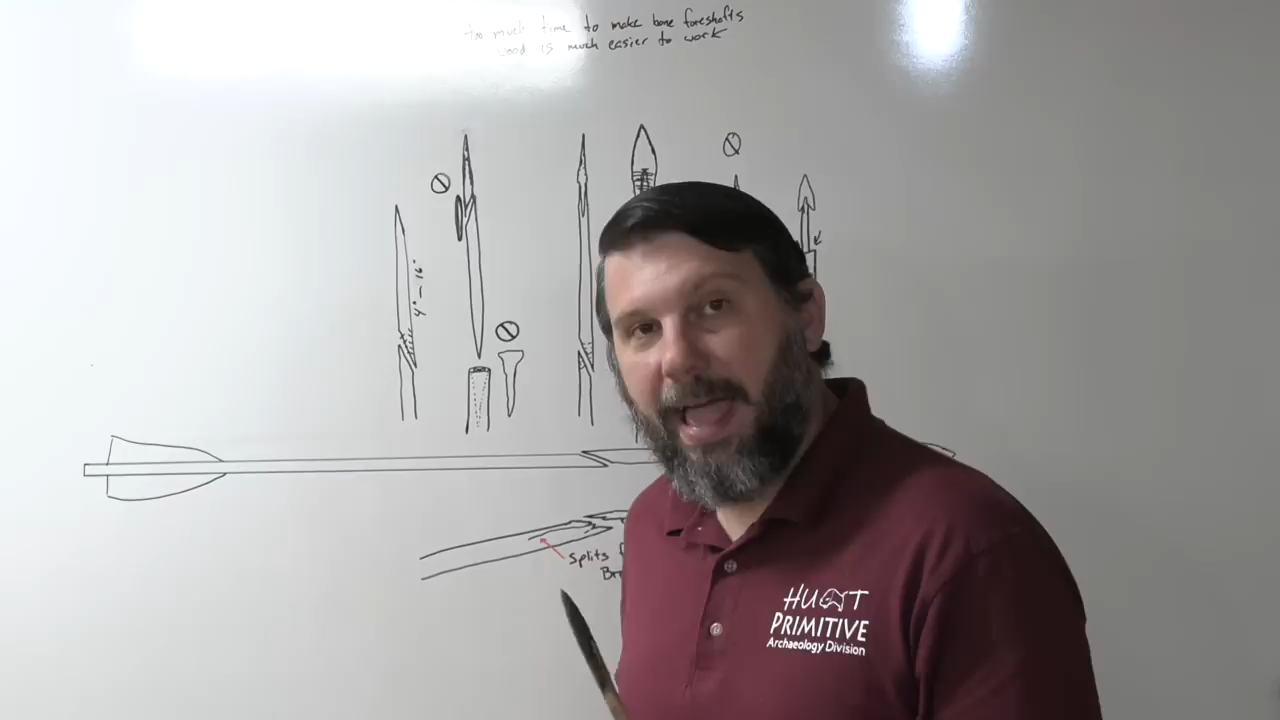 too much time to make bone foreshafts
wood is much easier to work
4" – 16"
Splits
HUNT
PRIMITIVE
Archaeology Division